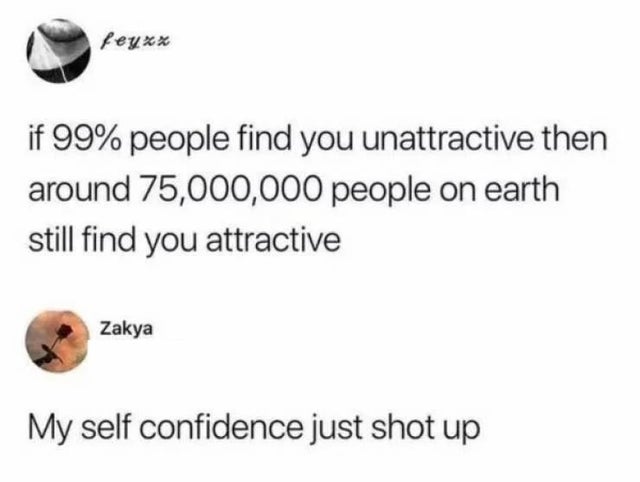 feyxx
if 99% people find you unattractive then
around 75,000,000 people on earth
still find you attractive
Zakya
My self confidence just shot up